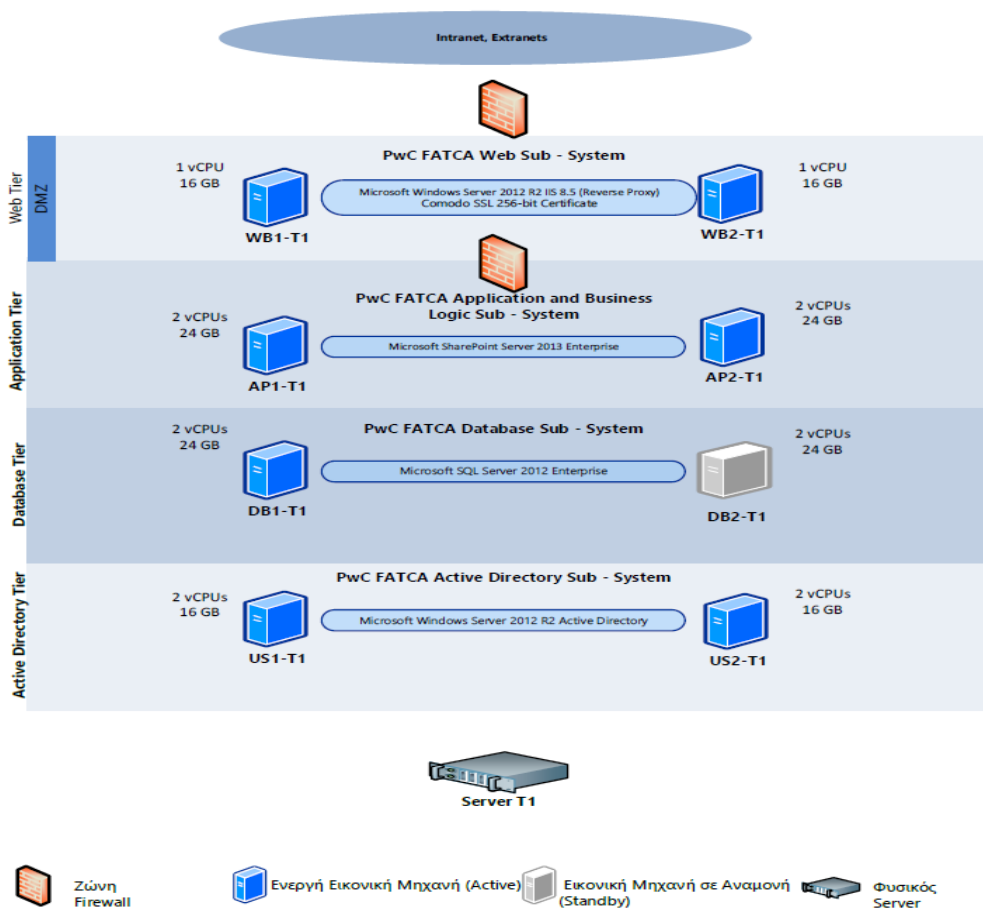 Intranet, Extranets
Web Tier
DMZ
PwC FATCA Web Sub - System
1 vCPU
16 GB
WB1-T1
Microsoft Windows Server 2012 R2 IIS 8.5 (Reverse Proxy)
Comodo SSL 256-bit Certificate
1 vCPU
16 GB
WB2-T1
Application Tier
PwC FATCA Application and Business
Logic Sub - System
2 vCPUs
24 GB
AP1-T1
Microsoft SharePoint Server 2013 Enterprise
2 vCPUs
24 GB
AP2-T1
Database Tier
PwC FATCA Database Sub - System
2 vCPUs
24 GB
DB1-T1
Microsoft SQL Server 2012 Enterprise
2 vCPUs
24 GB
DB2-T1
Active Directory Tier
PwC FATCA Active Directory Sub - System
2 vCPUs
16 GB
US1-T1
Microsoft Windows Server 2012 R2 Active Directory
2 vCPUs
16 GB
US2-T1
Server T1
Ζώνη
Firewall
Ενεργή Εικονική Μηχανή (Active)
Εικονική Μηχανή σε Αναμονή
(Standby)
Φυσικός
Server